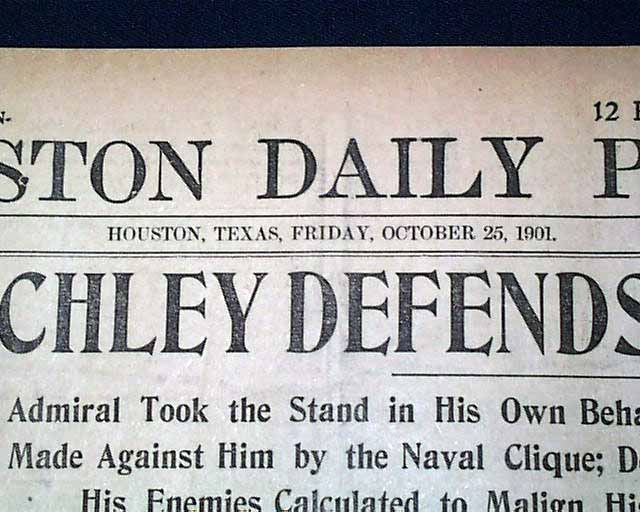 12
STON DAILY P
HOUSTON, TEXAS, FRIDAY, OCTOBER 25, 1901.
CHLEY DEFENDS
Admiral Took the Stand in His Own Beha
Made Against Him by the Naval Clique; D
His Enemies Calculated to Malign Hi